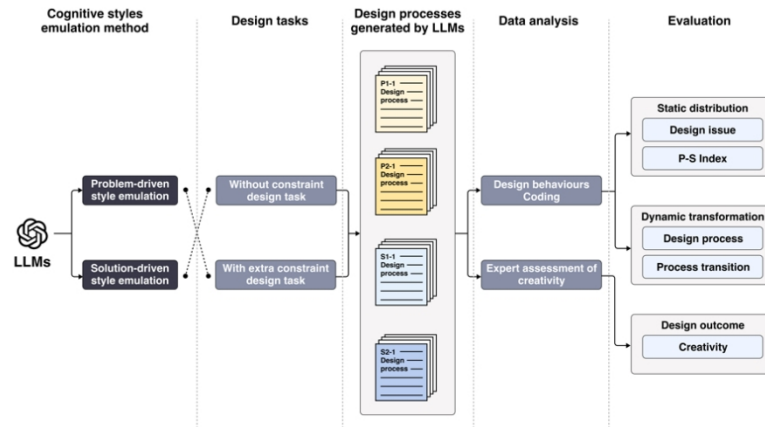 Cognitive styles
emulation method
Design tasks
Design processes
generated by LLMs
Data analysis
Evaluation
LLMs
Problem-driven
style emulation
Solution-driven
style emulation
Without constraint
design task
With extra constraint
design task
P1-1
Design
process
P2-1
Design
process
S1-1
Design
process
S2-1
Design
process
Design behaviours
Coding
Expert assessment of
creativity
Static distribution
Design issue
P-S Index
Dynamic transformation
Design process
Process transition
Design outcome
Creativity